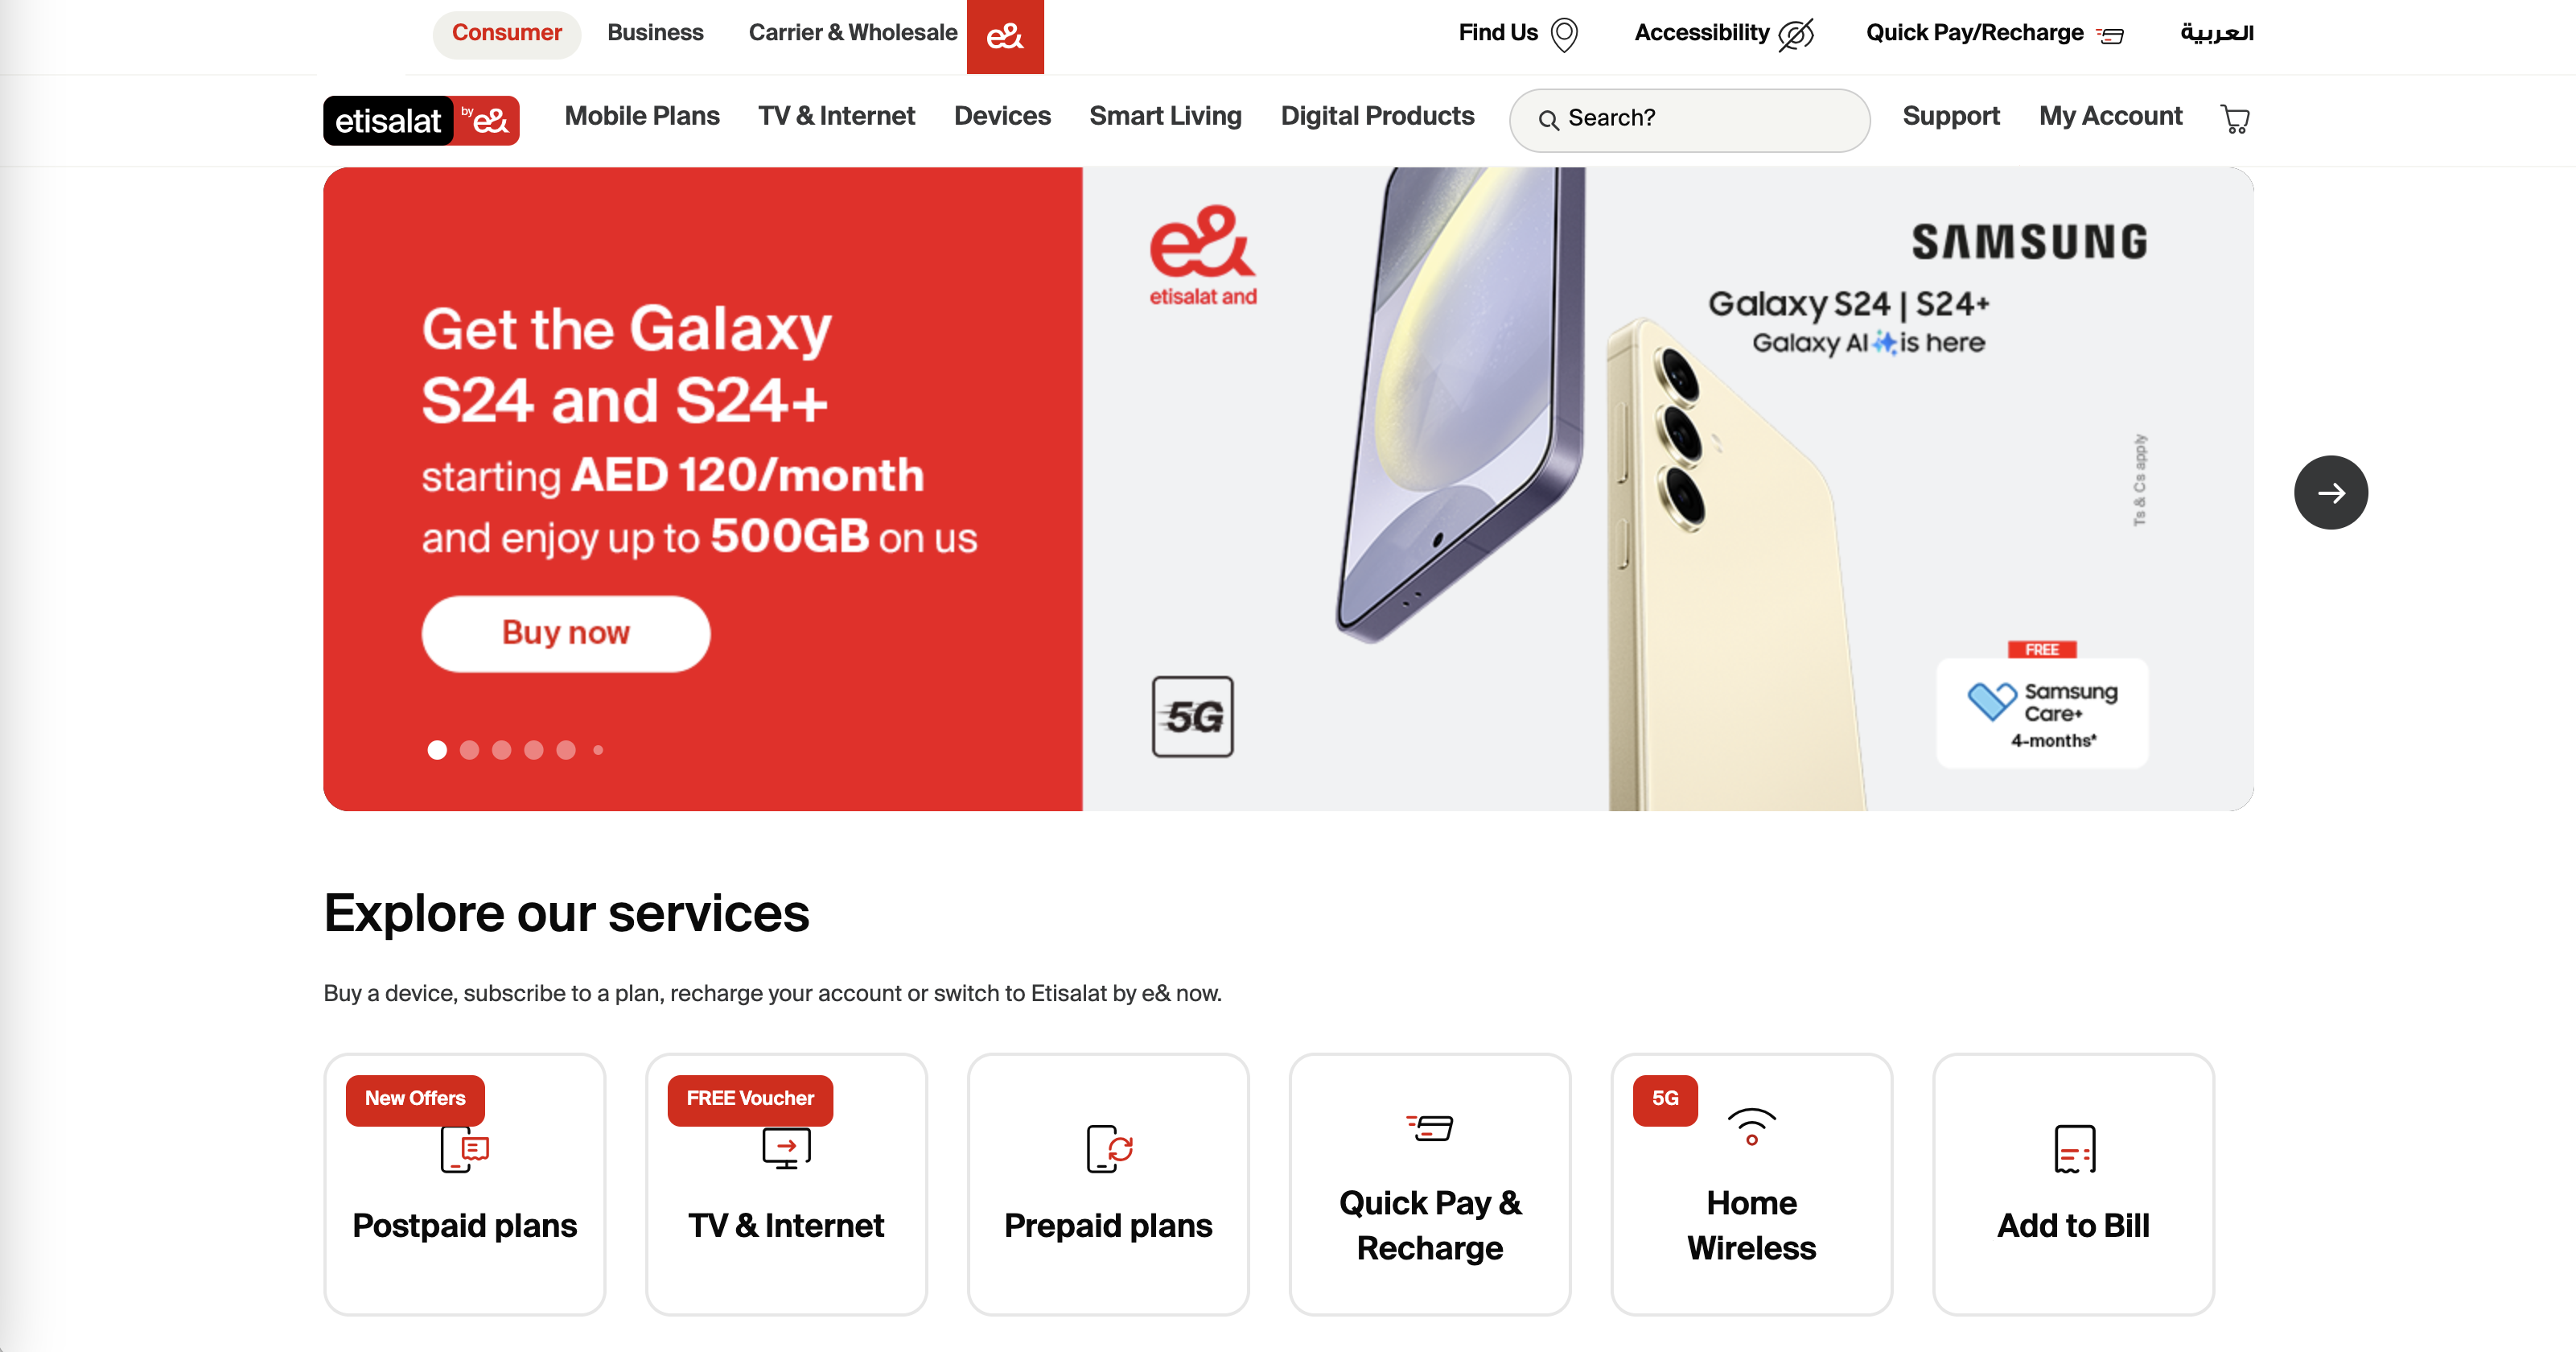 Consumer Business Carrier & Wholesale e& Find Us Accessibility Quick Pay/Recharge العربية
etisalat by e& Mobile Plans TV & Internet Devices Smart Living Digital Products Search? Support My Account
Get the Galaxy
S24 and S24+
starting AED 120/month
and enjoy up to 500GB on us
Buy now
e&
etisalat and
5G
SAMSUNG
Galaxy S24 | S24+
Galaxy AI is here
Ts & Cs apply
FREE
Samsung
Care+
4-months*
Explore our services
Buy a device, subscribe to a plan, recharge your account or switch to Etisalat by e& now.
New Offers
Postpaid plans
FREE Voucher
TV & Internet
Prepaid plans
Quick Pay &
Recharge
5G
Home
Wireless
Add to Bill